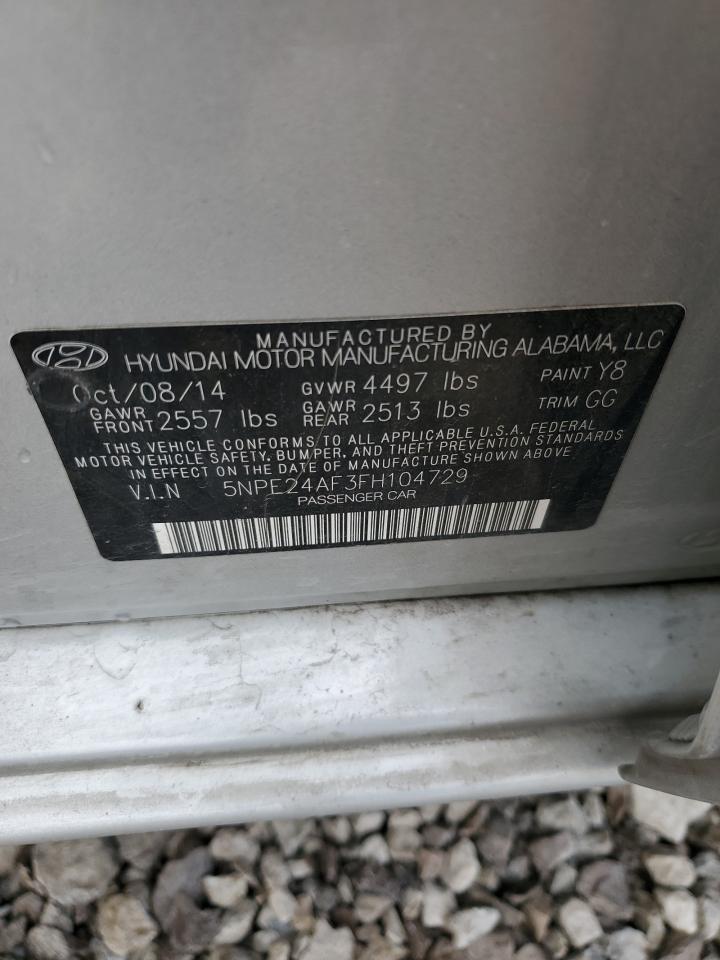 MANUFACTURED BY
HYUNDAI MOTOR MANUFACTURING ALABAMA, LLC
Oct/08/14 GVWR 4497 lbs PAINT Y8
GAWR FRONT 2557 lbs GAWR REAR 2513 lbs TRIM GG
THIS VEHICLE CONFORMS TO ALL APPLICABLE U.S.A. FEDERAL
MOTOR VEHICLE SAFETY, BUMPER, AND THEFT PREVENTION STANDARDS
IN EFFECT ON THE DATE OF MANUFACTURE SHOWN ABOVE
V.I.N 5NPE24AF3FH104729
PASSENGER CAR